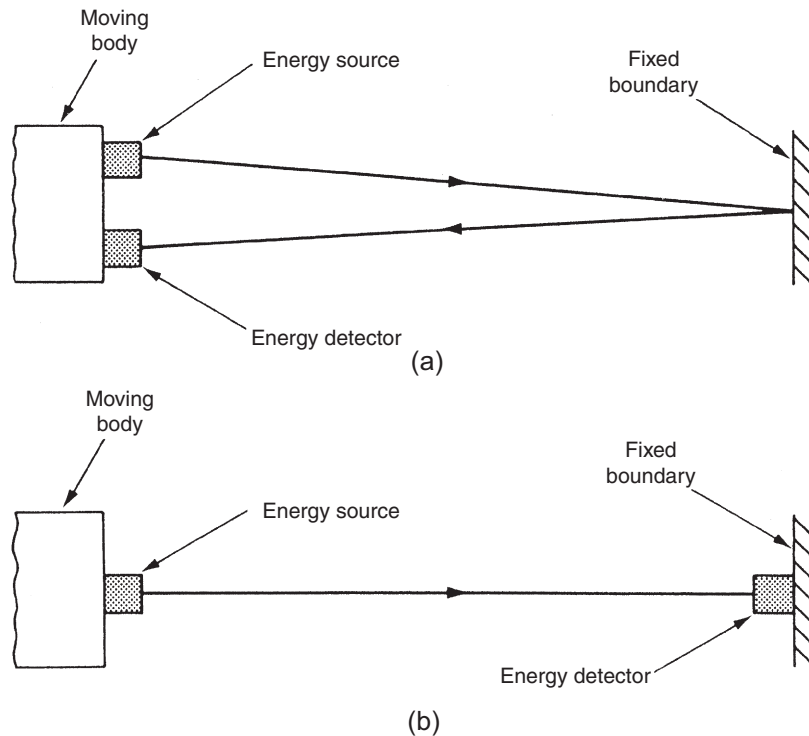 Moving
body
Energy source
Fixed
boundary
Energy detector
(a)
Moving
body
Energy source
Fixed
boundary
Energy detector
(b)